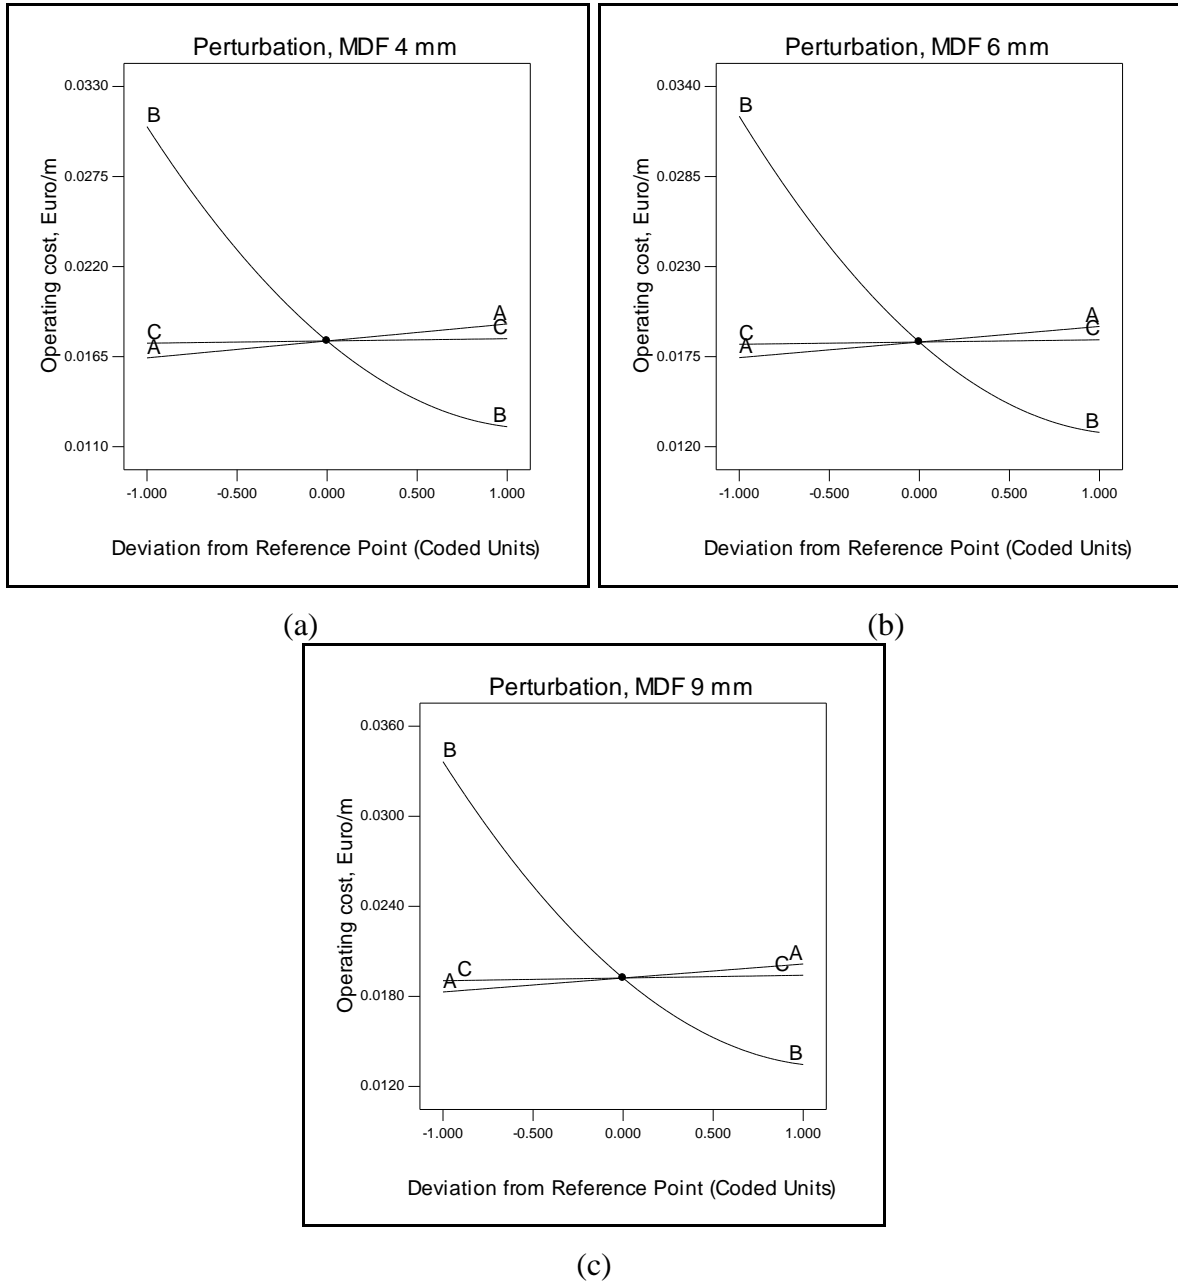 Perturbation, MDF 4 mm
Operating cost, Euro/m
0.0330
0.0275
0.0220
0.0165
0.0110
B
C
A
A
C
B
-1.000 -0.500 0.000 0.500 1.000
Deviation from Reference Point (Coded Units)
(a)
Perturbation, MDF 6 mm
Operating cost, Euro/m
0.0340
0.0285
0.0230
0.0175
0.0120
B
C
A
A
C
B
-1.000 -0.500 0.000 0.500 1.000
Deviation from Reference Point (Coded Units)
(b)
Perturbation, MDF 9 mm
Operating cost, Euro/m
0.0360
0.0300
0.0240
0.0180
0.0120
B
C
A
A
C
B
-1.000 -0.500 0.000 0.500 1.000
Deviation from Reference Point (Coded Units)
(c)